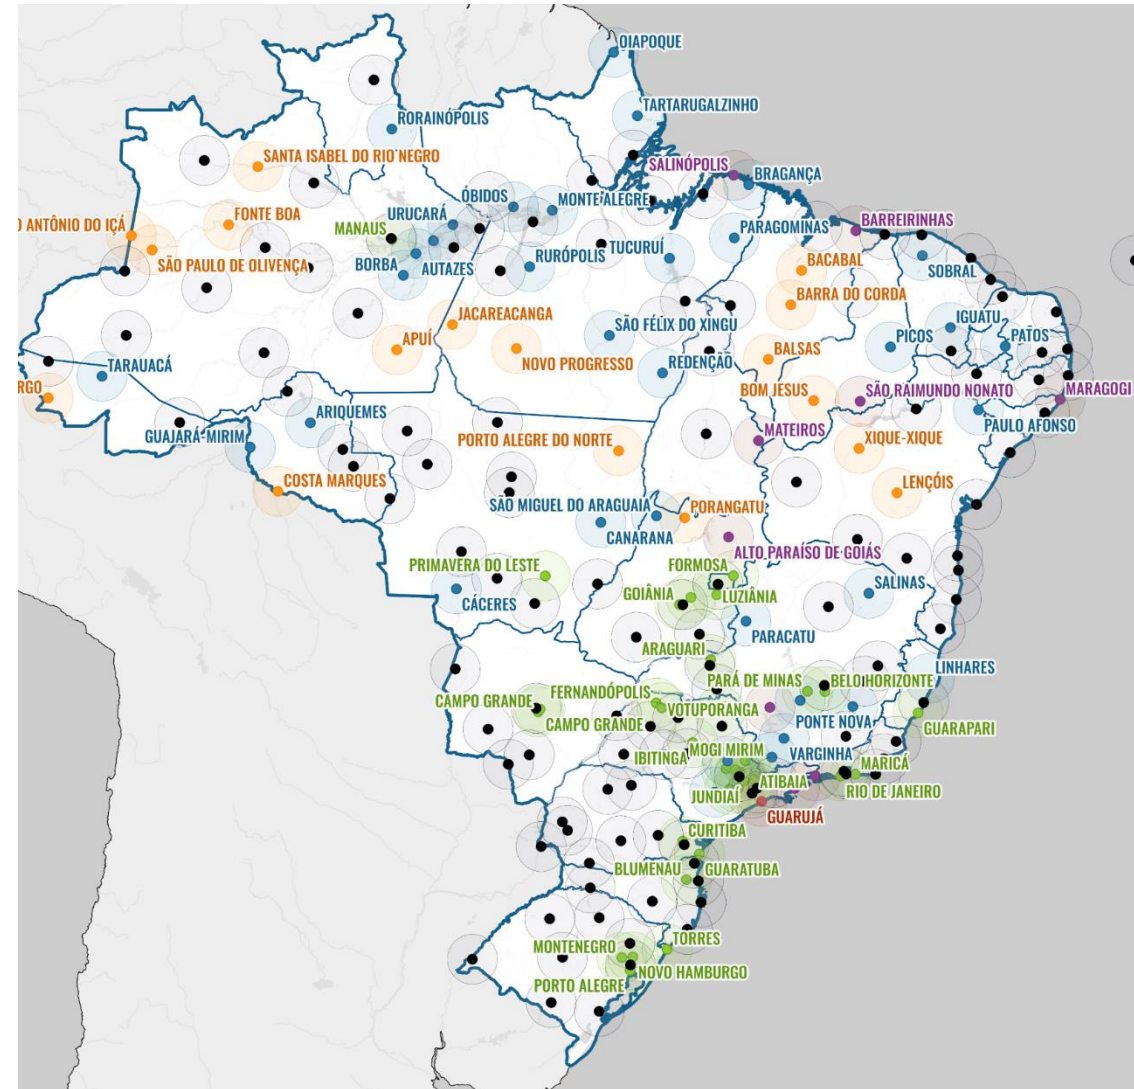 OIAPOQUE
TARTARUGALZINHO
RORAINÓPOLIS
SANTA ISABEL DO RIO NEGRO
SALINÓPOLIS
BRAGANÇA
ÓBIDOS
MONTE ALEGRE
FONTE BOA
URUCARÁ
MANAUS
O ANTÔNIO DO IÇÁ
BARREIRINHAS
PARAGOMINAS
TUCURUÍ
BACABAL
SÃO PAULO DE OLIVENÇA
BORBA
AUTAZES
RURÓPOLIS
SOBRAL
BARRA DO CORDA
JACAREACANGA
SÃO FÉLIX DO XINGU
IGUATU
APUÍ
NOVO PROGRESSO
BALSAS
PICOS
PATOS
TARAUACÁ
REDENÇÃO
RGO
BOM JESUS
SÃO RAIMUNDO NONATO
MARAGOGI
ARIQUEMES
GUAJARÁ-MIRIM
PORTO ALEGRE DO NORTE
MATEIROS
PAULO AFONSO
XIQUE-XIQUE
COSTA MARQUES
LENÇÓIS
SÃO MIGUEL DO ARAGUAIA
PORANGATU
CANARANA
ALTO PARAÍSO DE GOIÁS
PRIMAVERA DO LESTE
FORMOSA
CÁCERES
GOIÂNIA
LUZIÂNIA
SALINAS
PARACATU
ARAGUARI
LINHARES
PARÁ DE MINAS
BELO HORIZONTE
FERNANDÓPOLIS
CAMPO GRANDE
VOTUPORANGA
CAMPO GRANDE
PONTE NOVA
GUARAPARI
IBITINGA
MOGI MIRIM
VARGINHA
MARICÁ
ATIBAIA
JUNDIAÍ
RIO DE JANEIRO
GUARUJÁ
CURITIBA
BLUMENAU
GUARATUBA
TORRES
MONTENEGRO
NOVO HAMBURGO
PORTO ALEGRE